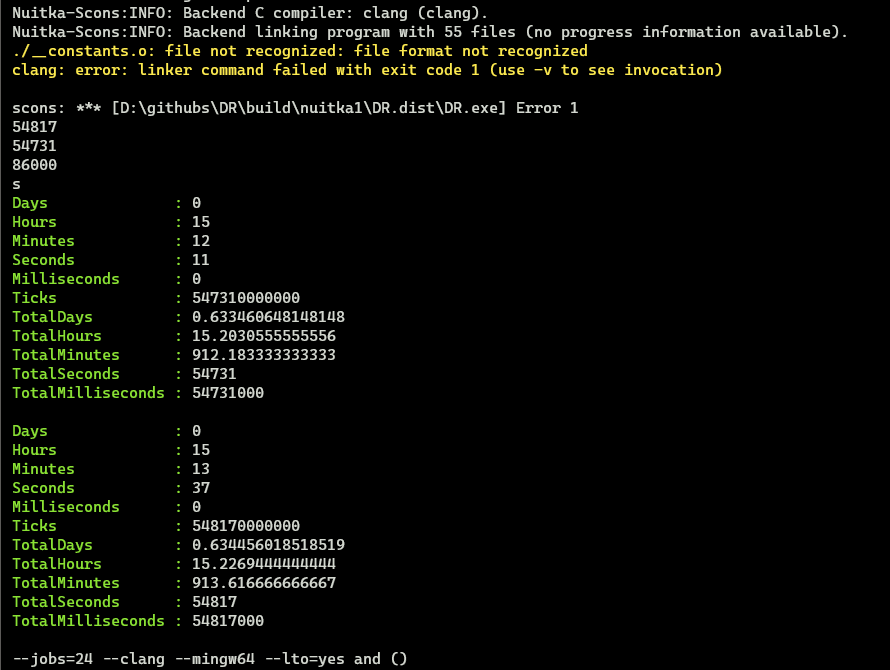 Nuitka-Scons:INFO: Backend C compiler: clang (clang).
Nuitka-Scons:INFO: Backend linking program with 55 files (no progress information available).
./__constants.o: file not recognized: file format not recognized
clang: error: linker command failed with exit code 1 (use -v to see invocation)
scons: *** [D:\githubs\DR\build\nuitka1\DR.dist\DR.exe] Error 1
54817
54731
86000
s
Days : 0
Hours : 15
Minutes : 12
Seconds : 11
Milliseconds : 0
Ticks : 547310000000
TotalDays : 0.633460648148148
TotalHours : 15.2030555555556
TotalMinutes : 912.183333333333
TotalSeconds : 54731
TotalMilliseconds : 54731000
Days : 0
Hours : 15
Minutes : 13
Seconds : 37
Milliseconds : 0
Ticks : 548170000000
TotalDays : 0.634456018518519
TotalHours : 15.2269444444444
TotalMinutes : 913.616666666667
TotalSeconds : 54817
TotalMilliseconds : 54817000
--jobs=24 --clang --mingw64 --lto=yes and ()